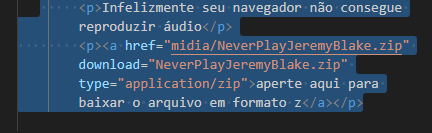 <p>Infelizmente seu navegador não consegue
reproduzir áudio</p>
<p><a href="midia/NeverPlayJeremyBlake.zip"
download="NeverPlayJeremyBlake.zip"
type="application/zip">aperte aqui para
baixar o arquivo em formato z</a></p>